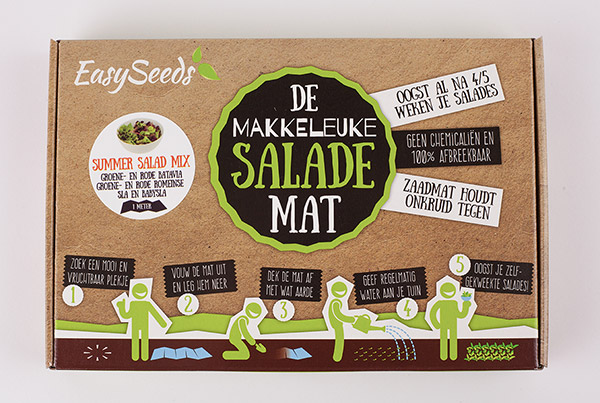 EasySeeds
DE
MAKKELEUKE
SALADE
MAT
OOGST AL NA 4/5
WEKEN TE SALADES
GEEN CHEMICALIËN EN
100% AFBREEKBAAR
ZAADMAT HOUDT
ONKRUID TEGEN
SUMMER SALAD MIX
GROENE- EN RODE BATAVIA
GROENE- EN RODE ROMEINSE
SLA EN BABYSLA
1 METER
ZOEK EEN MOOI EN
VRUCHTBAAR PLEKJE
1
VOUW DE MAT UIT
EN LEG HEM NEER
2
DEK DE MAT AF
MET WAT AARDE
3
GEEF REGELMATIG
WATER AAN JE TUIN
4
5
OOGST JE ZELF-
GEKWEEKTE SALADES!